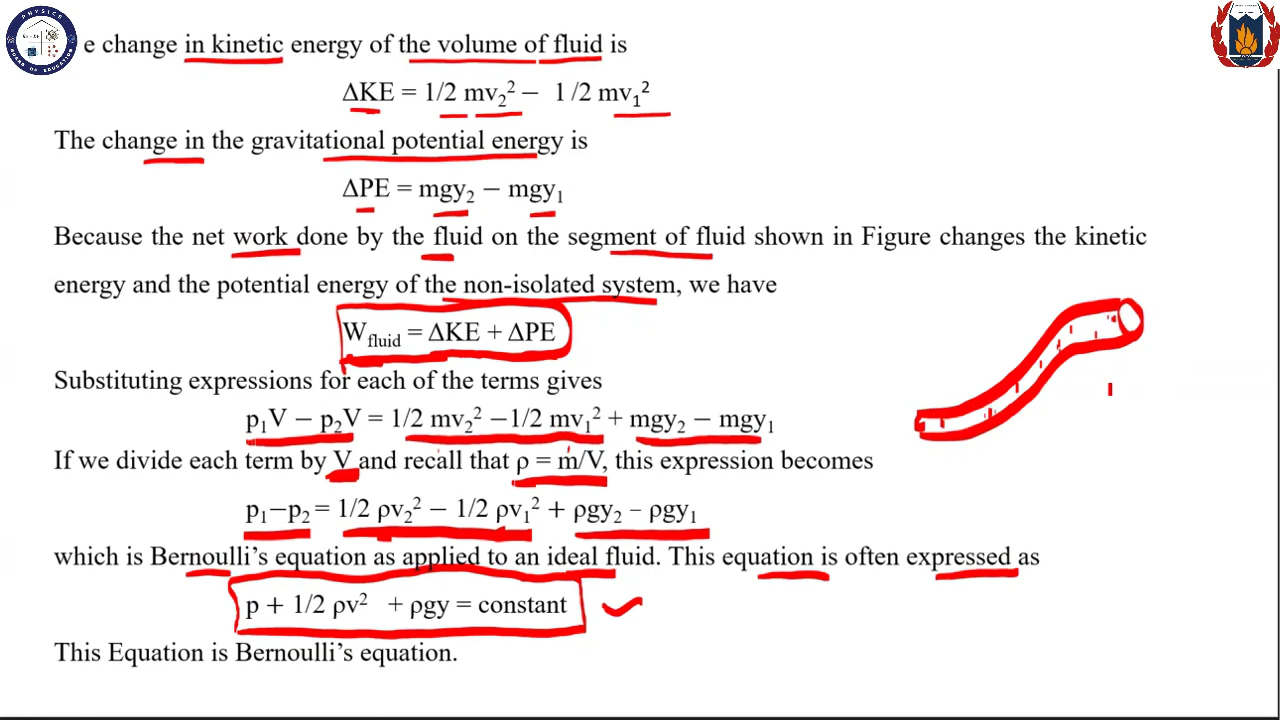 PHYSICS
BOARD OF EDUCATION
e change in kinetic energy of the volume of fluid is
ΔKE = 1/2 mv₂² − 1 /2 mv₁²
The change in the gravitational potential energy is
ΔPE = mgy₂ − mgy₁
Because the net work done by the fluid on the segment of fluid shown in Figure changes the kinetic
energy and the potential energy of the non-isolated system, we have
W_fluid = ΔKE + ΔPE
Substituting expressions for each of the terms gives
p₁V − p₂V = 1/2 mv₂² −1/2 mv₁² + mgy₂ − mgy₁
If we divide each term by V and recall that ρ = m/V, this expression becomes
p₁−p₂ = 1/2 ρv₂² − 1/2 ρv₁² + ρgy₂ − ρgy₁
which is Bernoulli’s equation as applied to an ideal fluid. This equation is often expressed as
p + 1/2 ρv² + ρgy = constant
This Equation is Bernoulli’s equation.